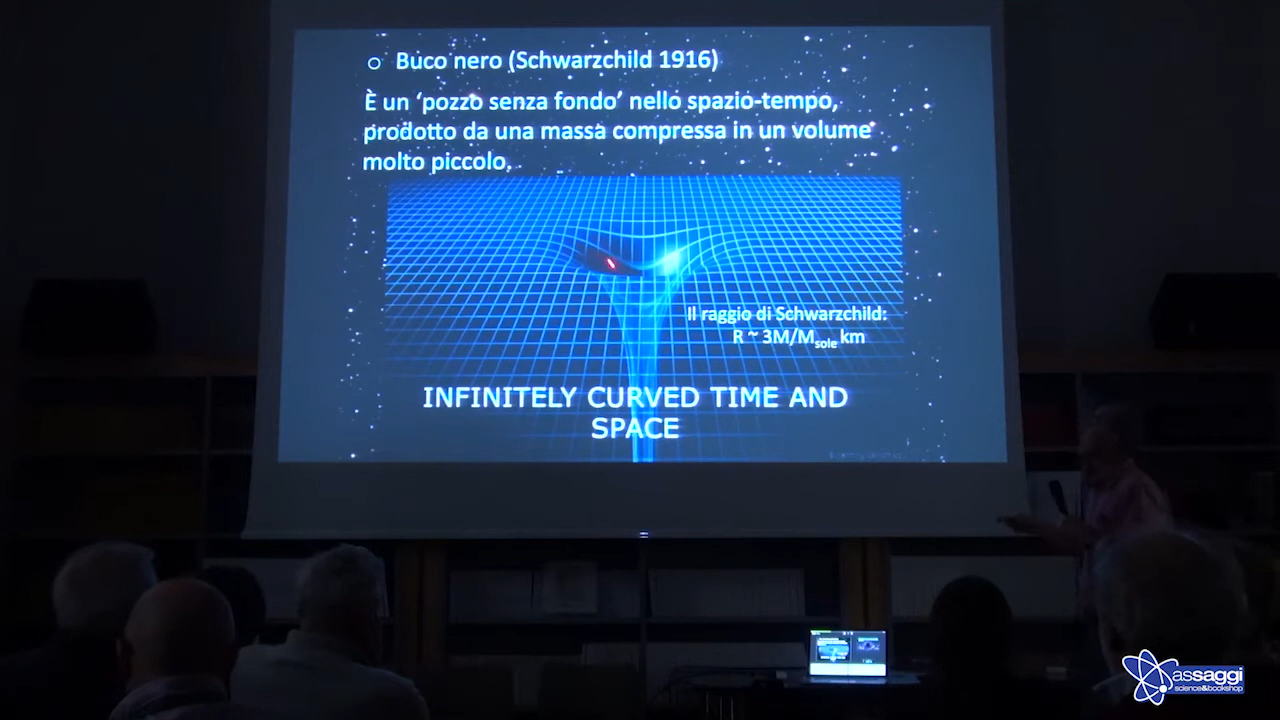 Buco nero (Schwarzchild 1916)
È un ‘pozzo senza fondo’ nello spazio-tempo,
prodotto da una massa compressa in un volume
molto piccolo.
Il raggio di Schwarzchild:
R ~ 3M/Msole km
INFINITELY CURVED TIME AND
SPACE
assaggi
science&bookshop